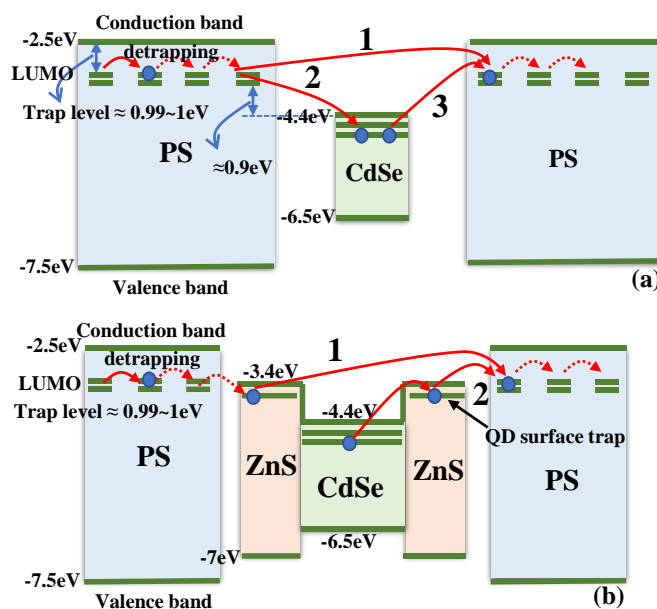 Conduction band
-2.5eV
detrapping
1
LUMO
2
3
Trap level ≈ 0.99~1eV
-4.4eV
PS
≈0.9eV
CdSe
PS
-6.5eV
-7.5eV
Valence band
(a)
Conduction band
-2.5eV
detrapping
1
-3.4eV
LUMO
Trap level ≈ 0.99~1eV
-4.4eV
2
QD surface trap
PS
ZnS
CdSe
ZnS
PS
-6.5eV
-7eV
-7.5eV
Valence band
(b)